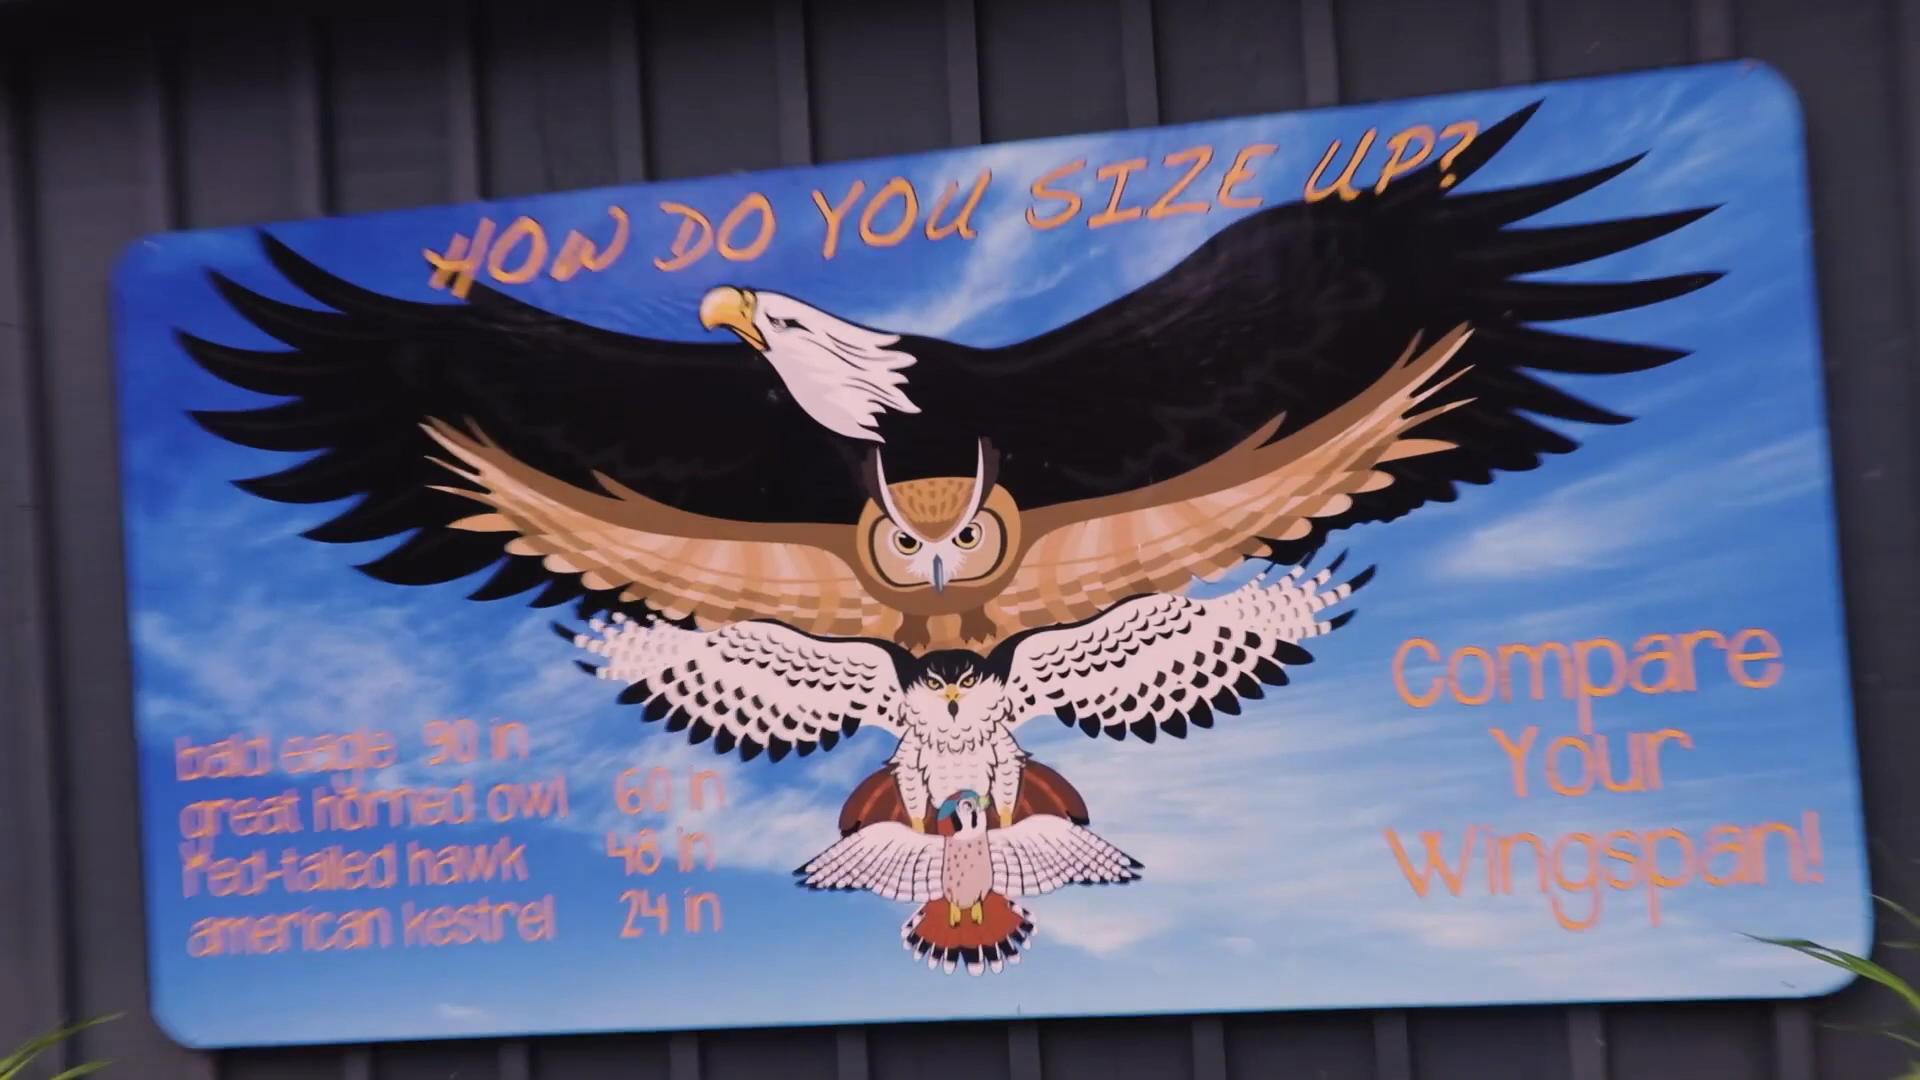 HOW DO YOU SIZE UP?
bald eagle 90 in
great horned owl 60 in
red-tailed hawk 48 in
american kestrel 24 in
Compare
Your
Wingspan!